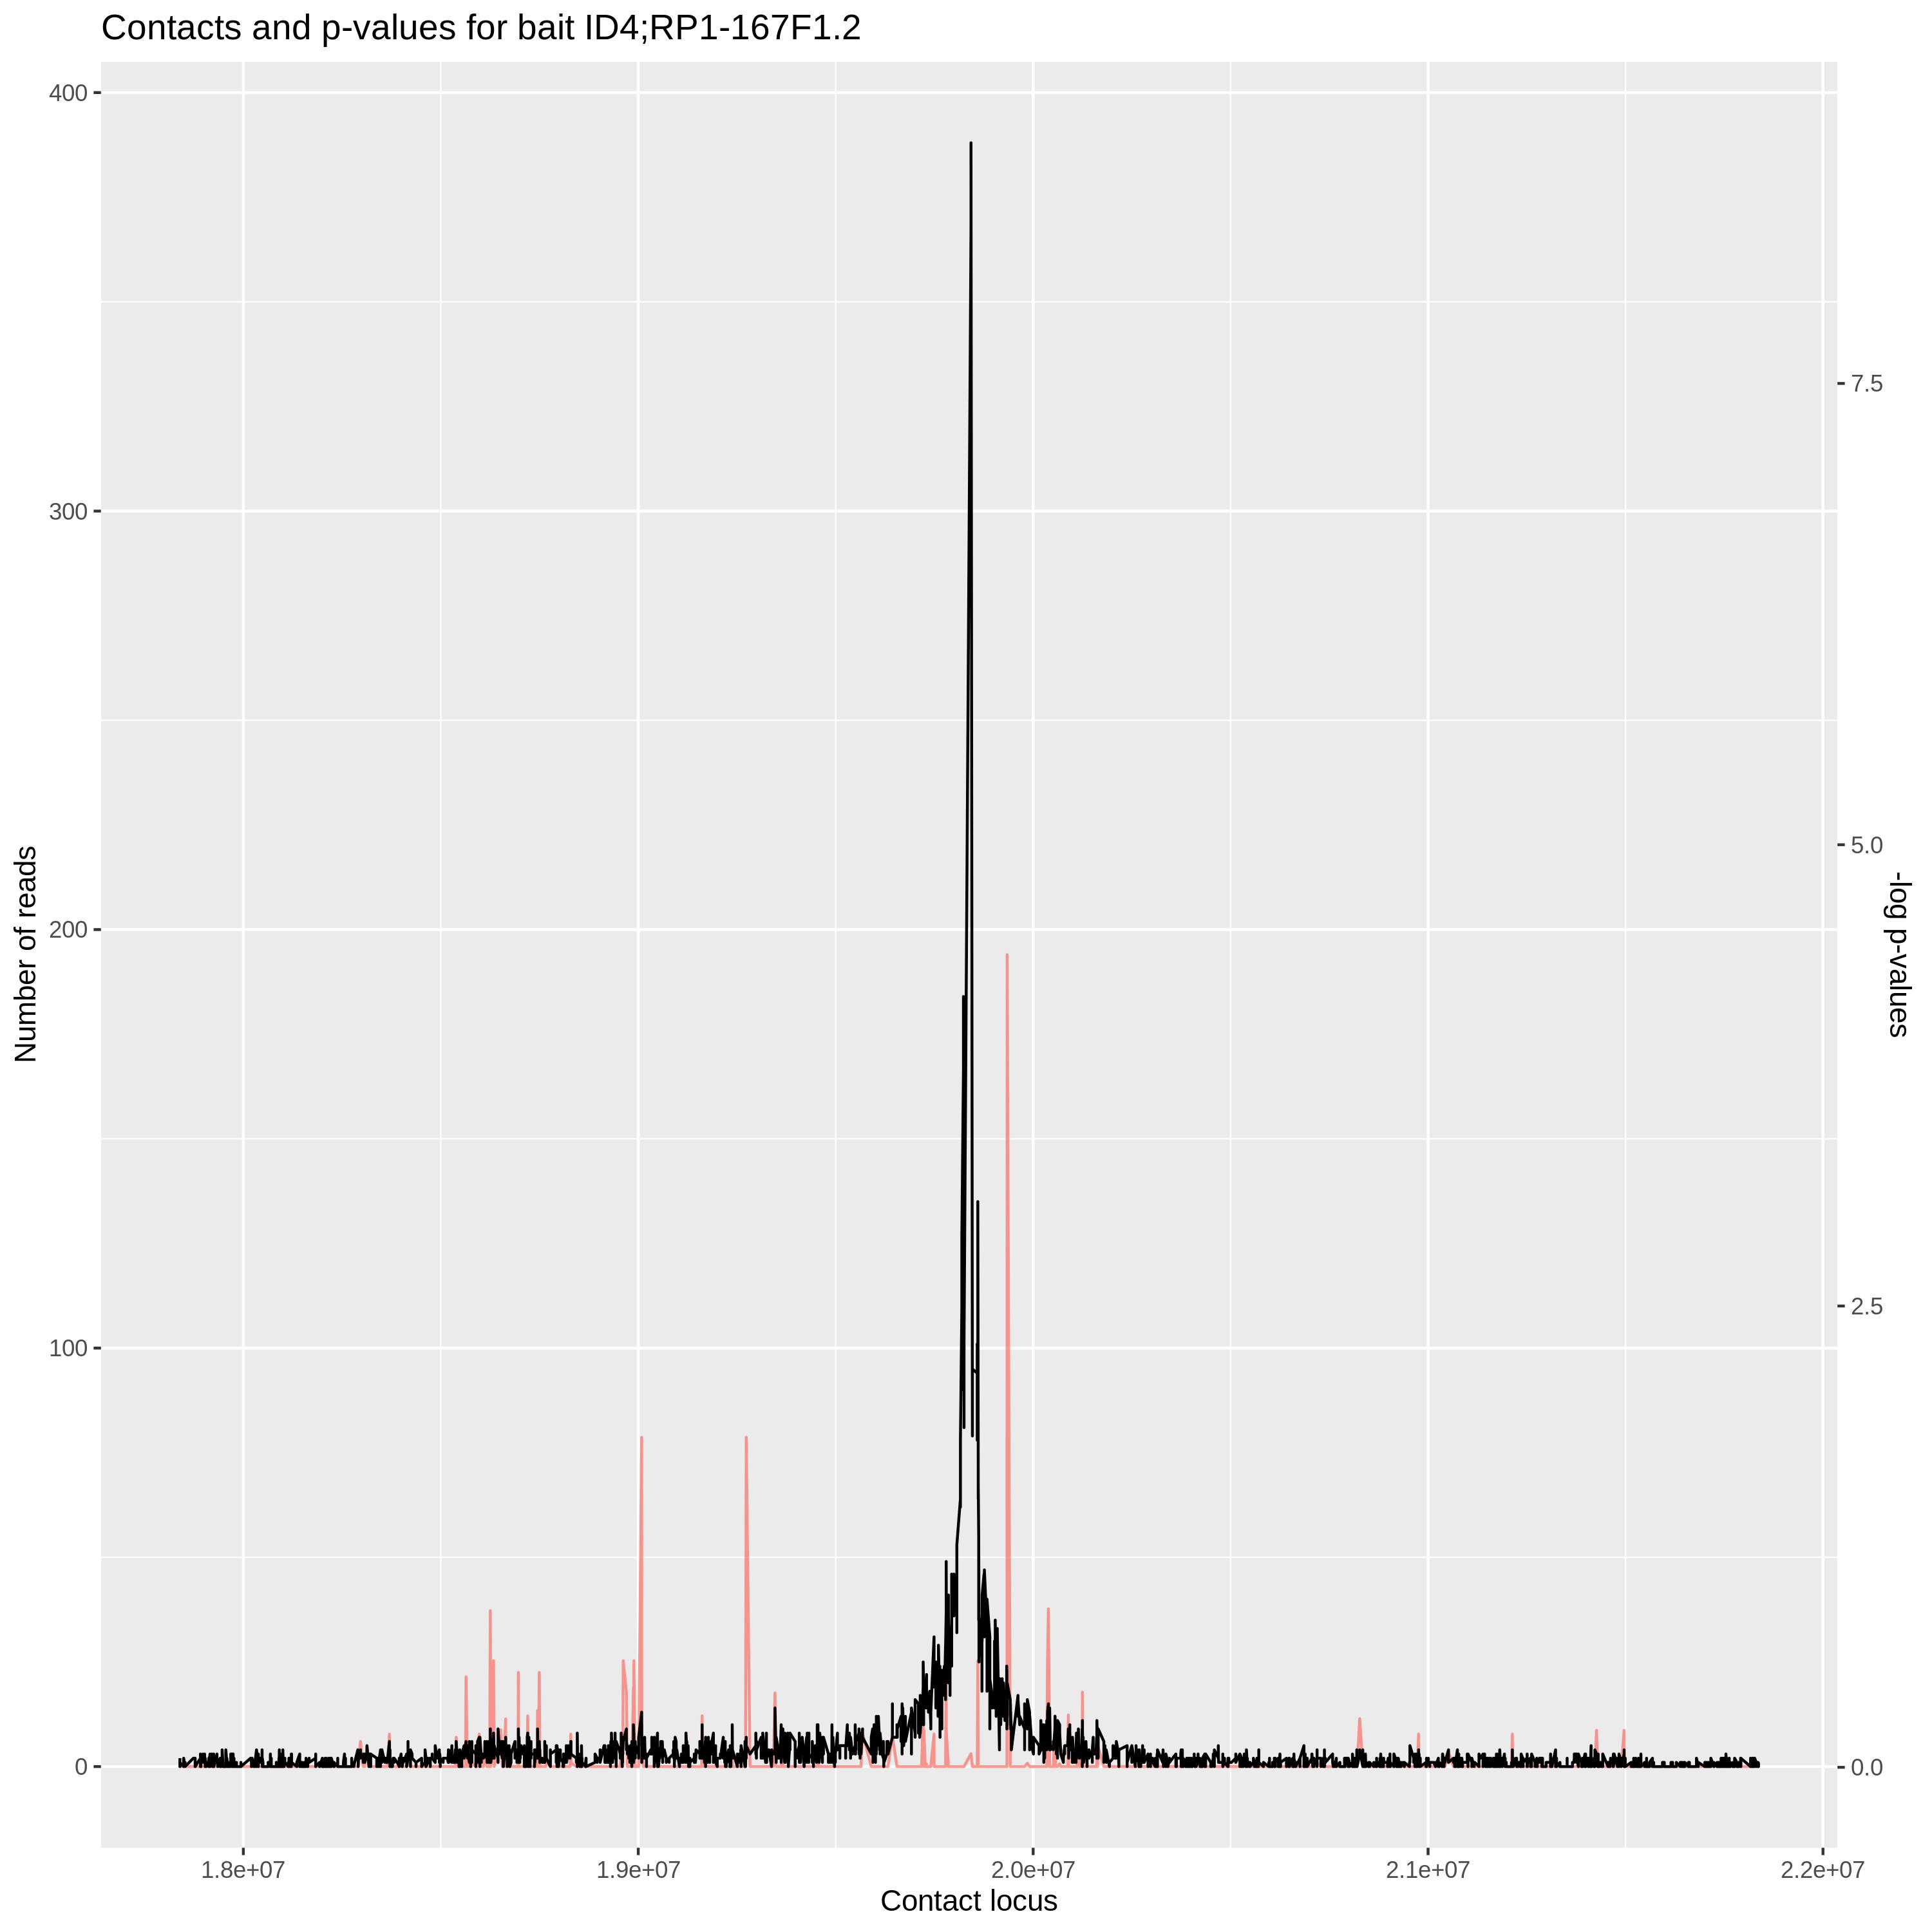 Contacts and p-values for bait ID4;RP1-167F1.2
400
300
200
100
0
Number of reads
7.5
5.0
2.5
0.0
-log p-values
1.8e+07
1.9e+07
2.0e+07
2.1e+07
2.2e+07
Contact locus